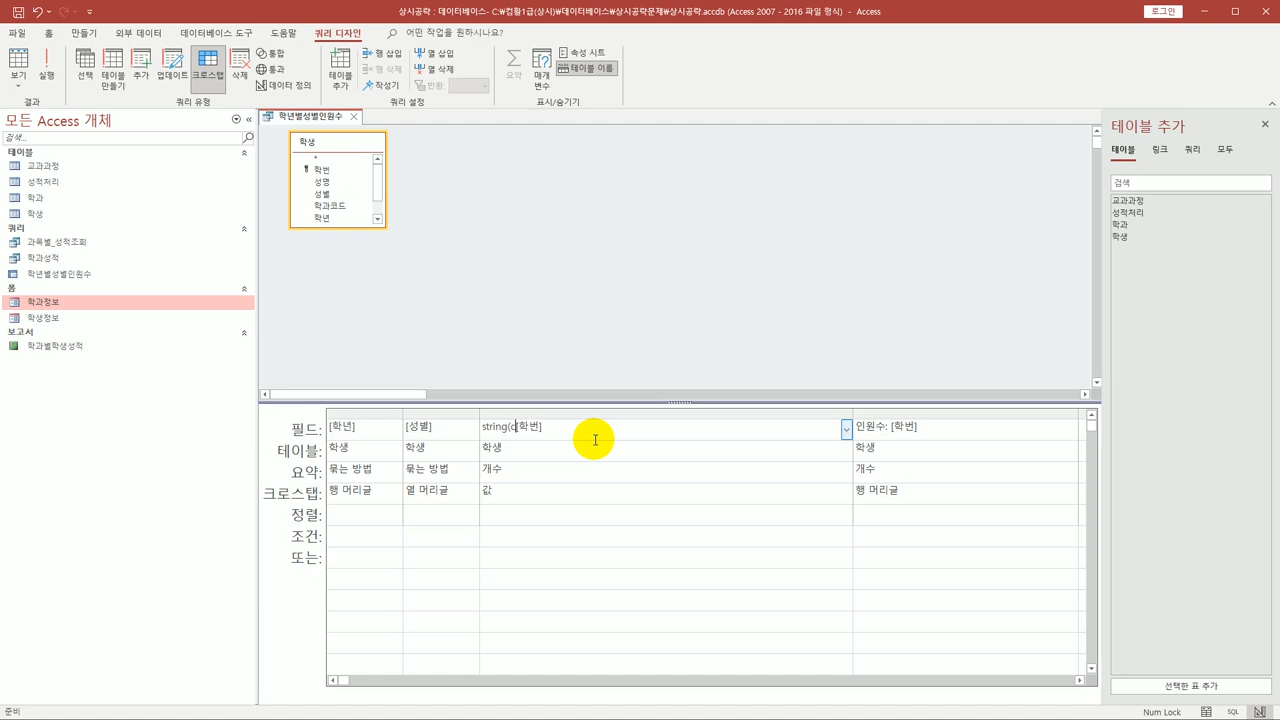 상시공략 : 데이터베이스- C:₩컴활1급(상시)₩데이터베이스₩상시공략문제₩상시공략.accdb (Access 2007 - 2016 파일 형식) - Access
로그인
파일 홈 만들기 외부 데이터 데이터베이스 도구 도움말 쿼리 디자인 어떤 작업을 원하시나요?
보기 실행 선택 테이블 만들기 추가 업데이트 크로스탭 삭제 통합 통과 데이터 정의 테이블 추가 행 삽입 행 삭제 작성기 열 삽입 열 삭제 반환: 요약 매개 변수 속성 시트 테이블 이름
결과 쿼리 유형 쿼리 설정 표시/숨기기
모든 Access 개체
검색...
테이블
교과과정
성적처리
학과
학생
쿼리
과목별_성적조회
학과성적
학년별성별인원수
폼
학과정보
학생정보
보고서
학과별학생성적
학년별성별인원수
학생
*
학번
성명
성별
학과코드
학년
필드: [학년] [성별] string(c[학번] 인원수: [학번]
테이블: 학생 학생 학생 학생
요약: 묶는 방법 묶는 방법 개수 개수
크로스탭: 행 머리글 열 머리글 값 행 머리글
정렬:
조건:
또는:
테이블 추가
테이블 링크 쿼리 모두
검색
교과과정
성적처리
학과
학생
선택한 표 추가
준비
Num Lock SQL